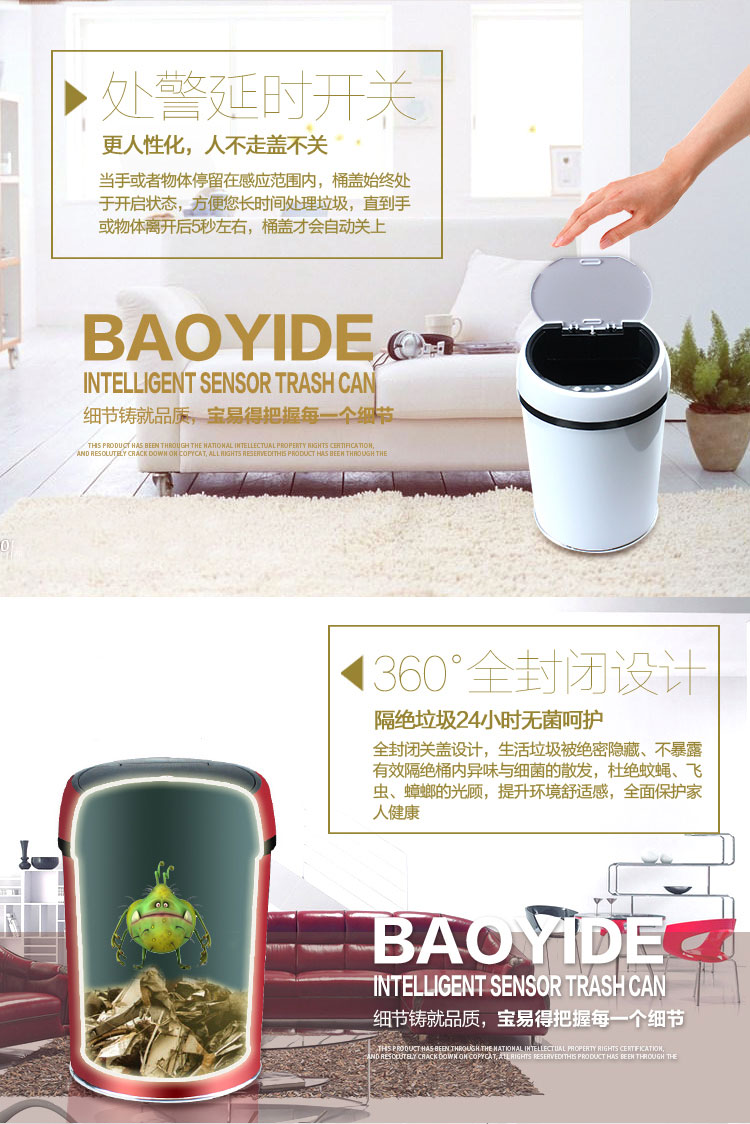 处警延时开关
更人性化，人不走盖不关
当手或者物体停留在感应范围内，桶盖始终处
于开启状态，方便您长时间处理垃圾，直到手
或物体离开后5秒左右，桶盖才会自动关上
BAOYIDE
INTELLIGENT SENSOR TRASH CAN
细节铸就品质，宝易得把握每一个细节
THIS PRODUCT HAS BEEN THROUGH THE NATIONAL INTELLECTUAL PROPERTY RIGHTS CERTIFICATION,
AND RESOLUTELY CRACK DOWN ON COPYCAT, ALL RIGHTS RESERVEDITHIS PRODUCT HAS BEEN THROUGH THE
360°全封闭设计
隔绝垃圾24小时无菌呵护
全封闭关盖设计，生活垃圾被绝密隐藏、不暴露
有效隔绝桶内异味与细菌的散发，杜绝蚊蝇、飞
虫、蟑螂的光顾，提升环境舒适感，全面保护家
人健康
BAOYIDE
INTELLIGENT SENSOR TRASH CAN
细节铸就品质，宝易得把握每一个细节
THIS PRODUCT HAS BEEN THROUGH THE NATIONAL INTELLECTUAL PROPERTY RIGHTS CERTIFICATION,
AND RESOLUTELY CRACK DOWN ON COPYCAT, ALL RIGHTS RESERVEDITHIS PRODUCT HAS BEEN THROUGH THE